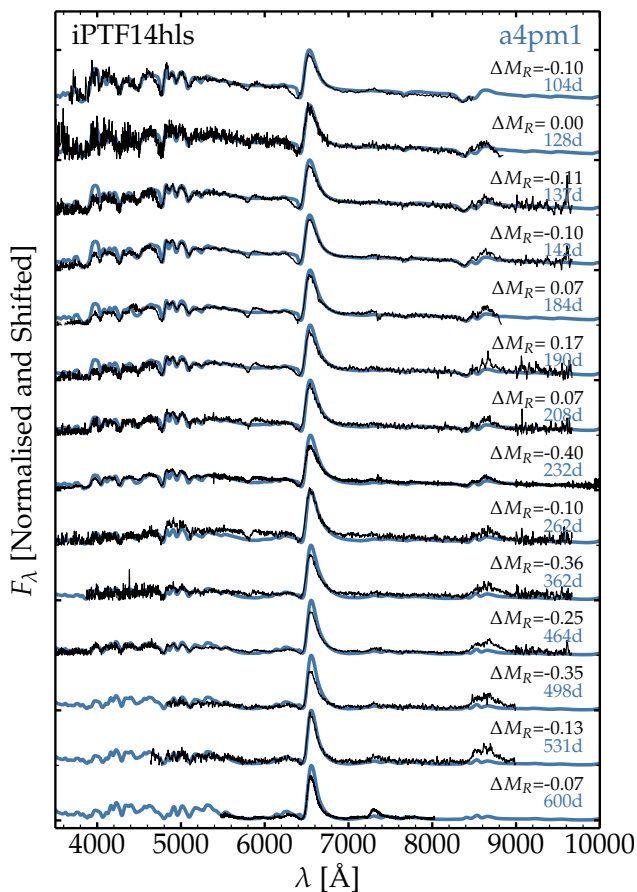 iPTF14hls
a4pm1
ΔM_R=-0.10
104d
ΔM_R= 0.00
128d
ΔM_R=-0.11
137d
ΔM_R=-0.10
142d
ΔM_R= 0.07
184d
ΔM_R= 0.17
190d
ΔM_R= 0.07
208d
ΔM_R=-0.40
232d
ΔM_R=-0.10
262d
ΔM_R=-0.36
362d
ΔM_R=-0.25
464d
ΔM_R=-0.35
498d
ΔM_R=-0.13
531d
ΔM_R=-0.07
600d
F_λ [Normalised and Shifted]
4000 5000 6000 7000 8000 9000 10000
λ [Å]